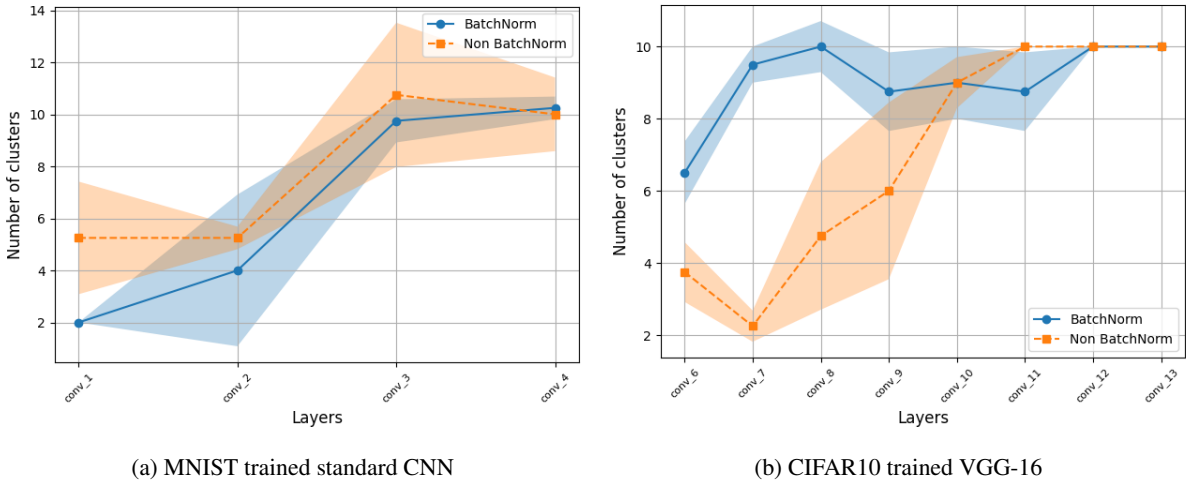 14
12
10
8
6
4
2
Number of clusters
BatchNorm
Non BatchNorm
conv_1
conv_2
conv_3
conv_4
Layers
(a) MNIST trained standard CNN
10
8
6
4
2
Number of clusters
BatchNorm
Non BatchNorm
conv_6
conv_7
conv_8
conv_9
conv_10
conv_11
conv_12
conv_13
Layers
(b) CIFAR10 trained VGG-16